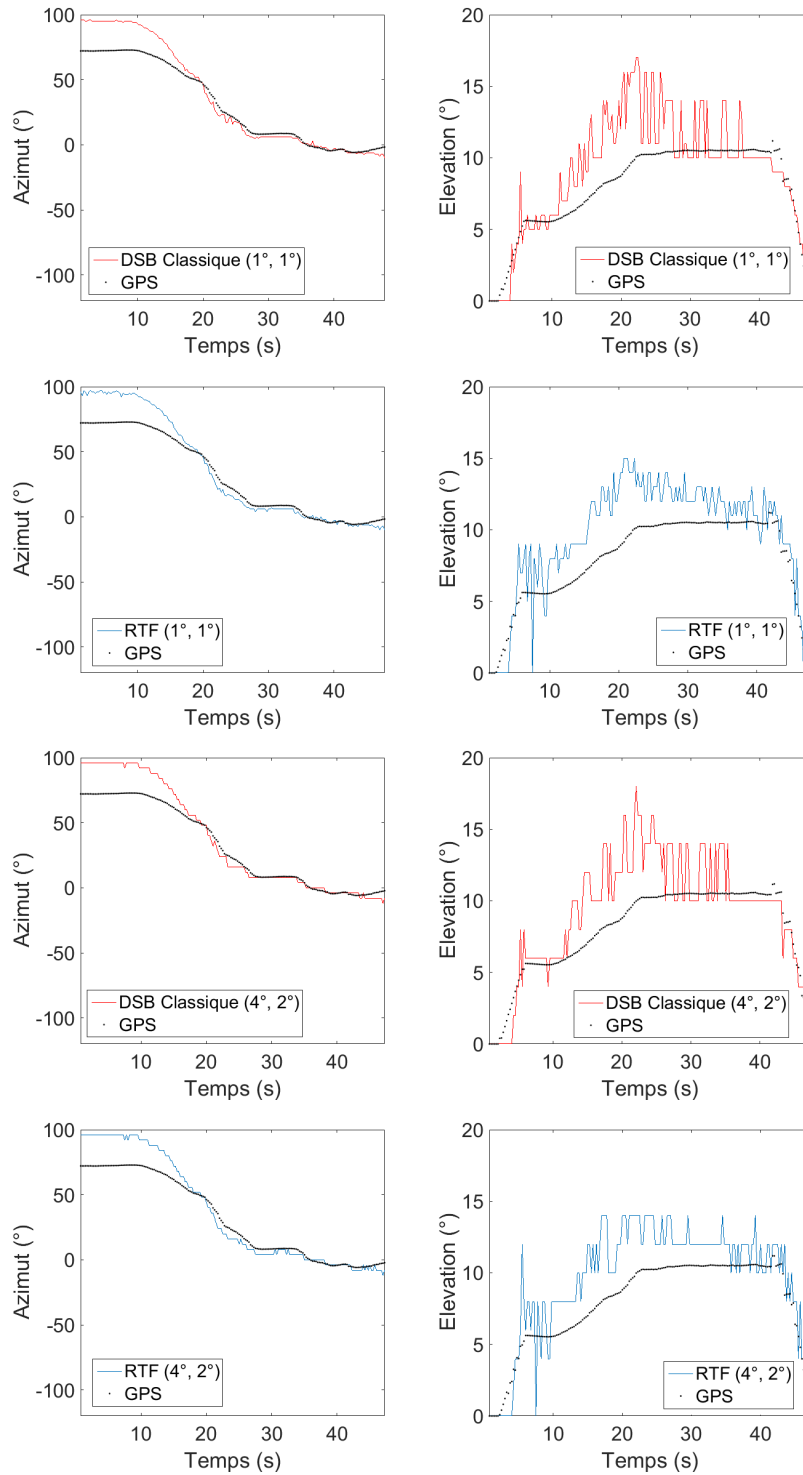 100
50
0
-50
-100
Azimut (°)
10
20
30
40
Temps (s)
DSB Classique (1°, 1°)
GPS
20
15
10
5
0
Elevation (°)
10
20
30
40
Temps (s)
DSB Classique (1°, 1°)
GPS
100
50
0
-50
-100
Azimut (°)
10
20
30
40
Temps (s)
RTF (1°, 1°)
GPS
20
15
10
5
0
Elevation (°)
10
20
30
40
Temps (s)
RTF (1°, 1°)
GPS
100
50
0
-50
-100
Azimut (°)
10
20
30
40
Temps (s)
DSB Classique (4°, 2°)
GPS
20
15
10
5
0
Elevation (°)
10
20
30
40
Temps (s)
DSB Classique (4°, 2°)
GPS
100
50
0
-50
-100
Azimut (°)
10
20
30
40
Temps (s)
RTF (4°, 2°)
GPS
20
15
10
5
0
Elevation (°)
10
20
30
40
Temps (s)
RTF (4°, 2°)
GPS